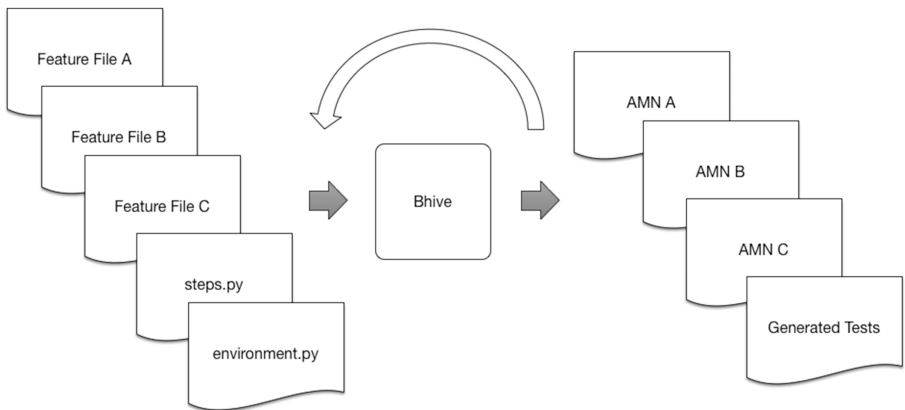 Feature File A
Feature File B
Feature File C
steps.py
environment.py
Bhive
AMN A
AMN B
AMN C
Generated Tests